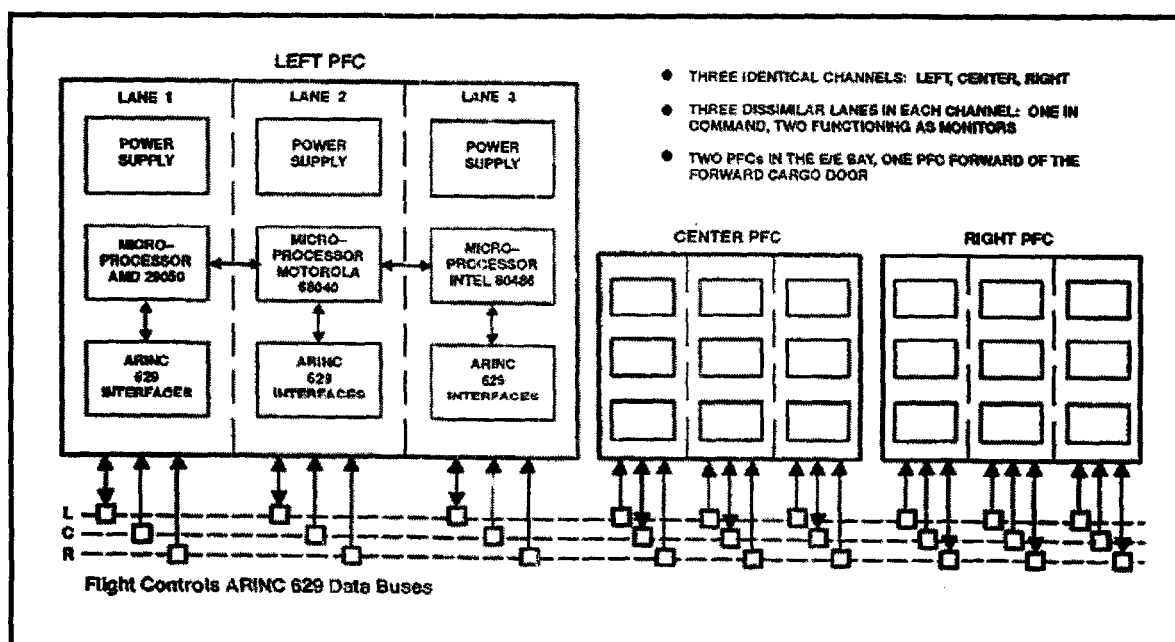 LEFT PFC
LANE 1
LANE 2
LANE 3
POWER
SUPPLY
POWER
SUPPLY
POWER
SUPPLY
MICRO-
PROCESSOR
AMD 29050
MICRO-
PROCESSOR
MOTOROLA
68040
MICRO-
PROCESSOR
INTEL 80486
ARINC
629
INTERFACES
ARINC
629
INTERFACES
ARINC
629
INTERFACES
● THREE IDENTICAL CHANNELS: LEFT, CENTER, RIGHT
● THREE DISSIMILAR LANES IN EACH CHANNEL: ONE IN
COMMAND, TWO FUNCTIONING AS MONITORS
● TWO PFCs IN THE E/E BAY, ONE PFC FORWARD OF THE
FORWARD CARGO DOOR
CENTER PFC
RIGHT PFC
L
C
R
Flight Controls ARINC 629 Data Buses